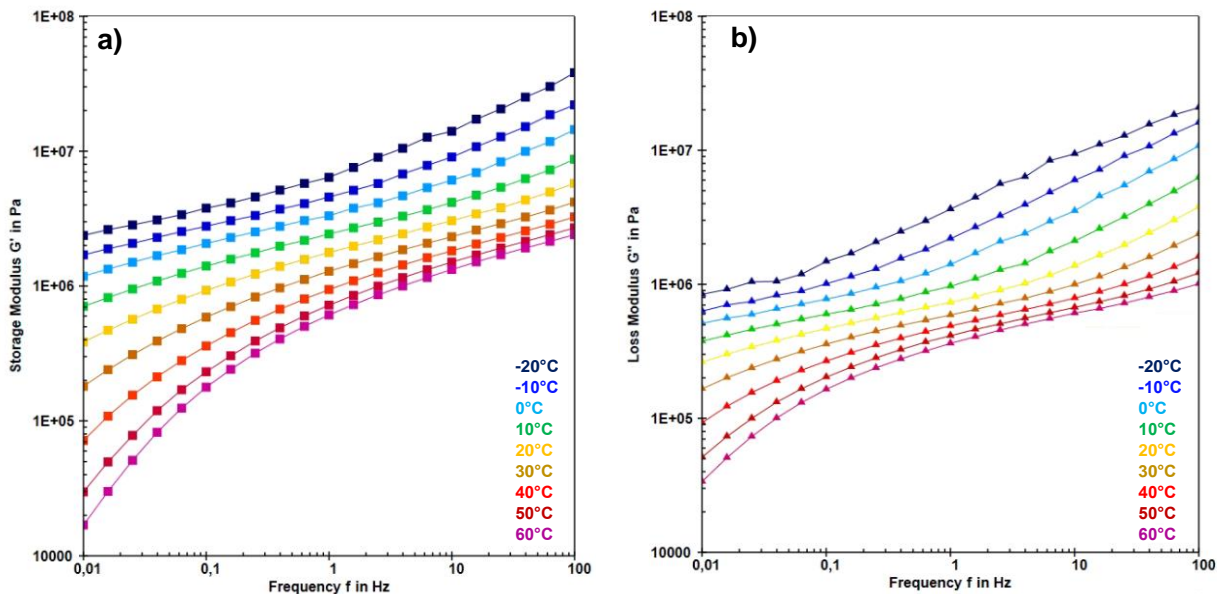 a)
1E+08
1E+07
1E+06
1E+05
10000
Storage Modulus G' in Pa
-20°C
-10°C
0°C
10°C
20°C
30°C
40°C
50°C
60°C
0,01 0,1 1 10 100
Frequency f in Hz
b)
1E+08
1E+07
1E+06
1E+05
10000
Loss Modulus G'' in Pa
-20°C
-10°C
0°C
10°C
20°C
30°C
40°C
50°C
60°C
0,01 0,1 1 10 100
Frequency f in Hz